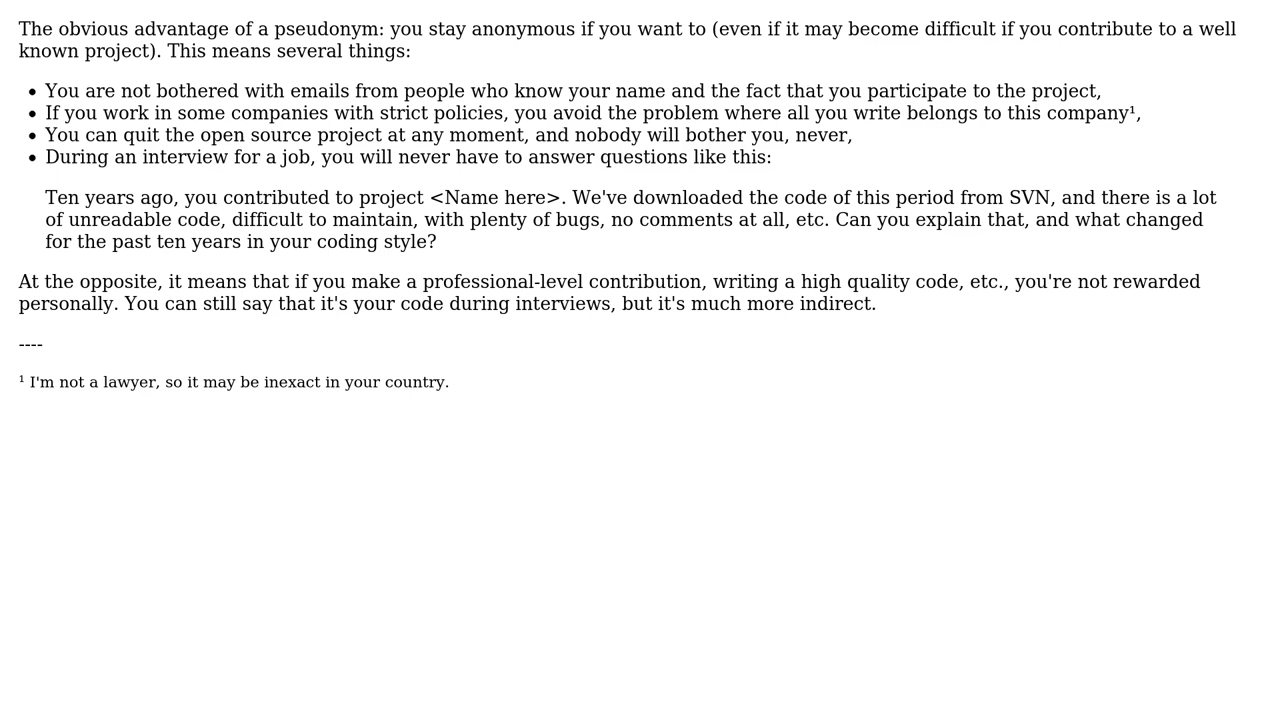 The obvious advantage of a pseudonym: you stay anonymous if you want to (even if it may become difficult if you contribute to a well
known project). This means several things:
• You are not bothered with emails from people who know your name and the fact that you participate to the project,
• If you work in some companies with strict policies, you avoid the problem where all you write belongs to this company¹,
• You can quit the open source project at any moment, and nobody will bother you, never,
• During an interview for a job, you will never have to answer questions like this:
Ten years ago, you contributed to project <Name here>. We've downloaded the code of this period from SVN, and there is a lot
of unreadable code, difficult to maintain, with plenty of bugs, no comments at all, etc. Can you explain that, and what changed
for the past ten years in your coding style?
At the opposite, it means that if you make a professional-level contribution, writing a high quality code, etc., you're not rewarded
personally. You can still say that it's your code during interviews, but it's much more indirect.
----
¹ I'm not a lawyer, so it may be inexact in your country.